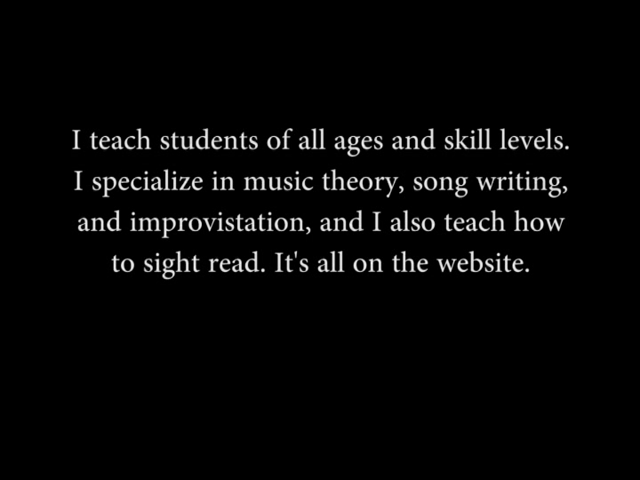 I teach students of all ages and skill levels.
I specialize in music theory, song writing,
and improvistation, and I also teach how
to sight read. It's all on the website.